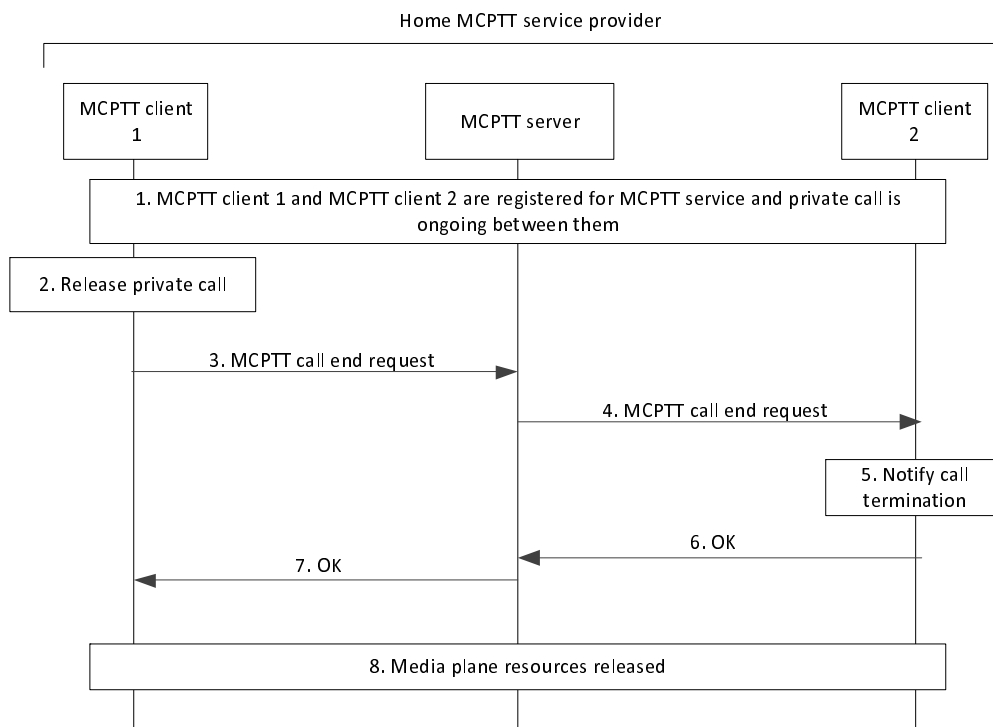 Home MCPTT service provider
MCPTT client
1
MCPTT server
MCPTT client
2
1. MCPTT client 1 and MCPTT client 2 are registered for MCPTT service and private call is
ongoing between them
2. Release private call
3. MCPTT call end request
4. MCPTT call end request
5. Notify call
termination
6. OK
7. OK
8. Media plane resources released